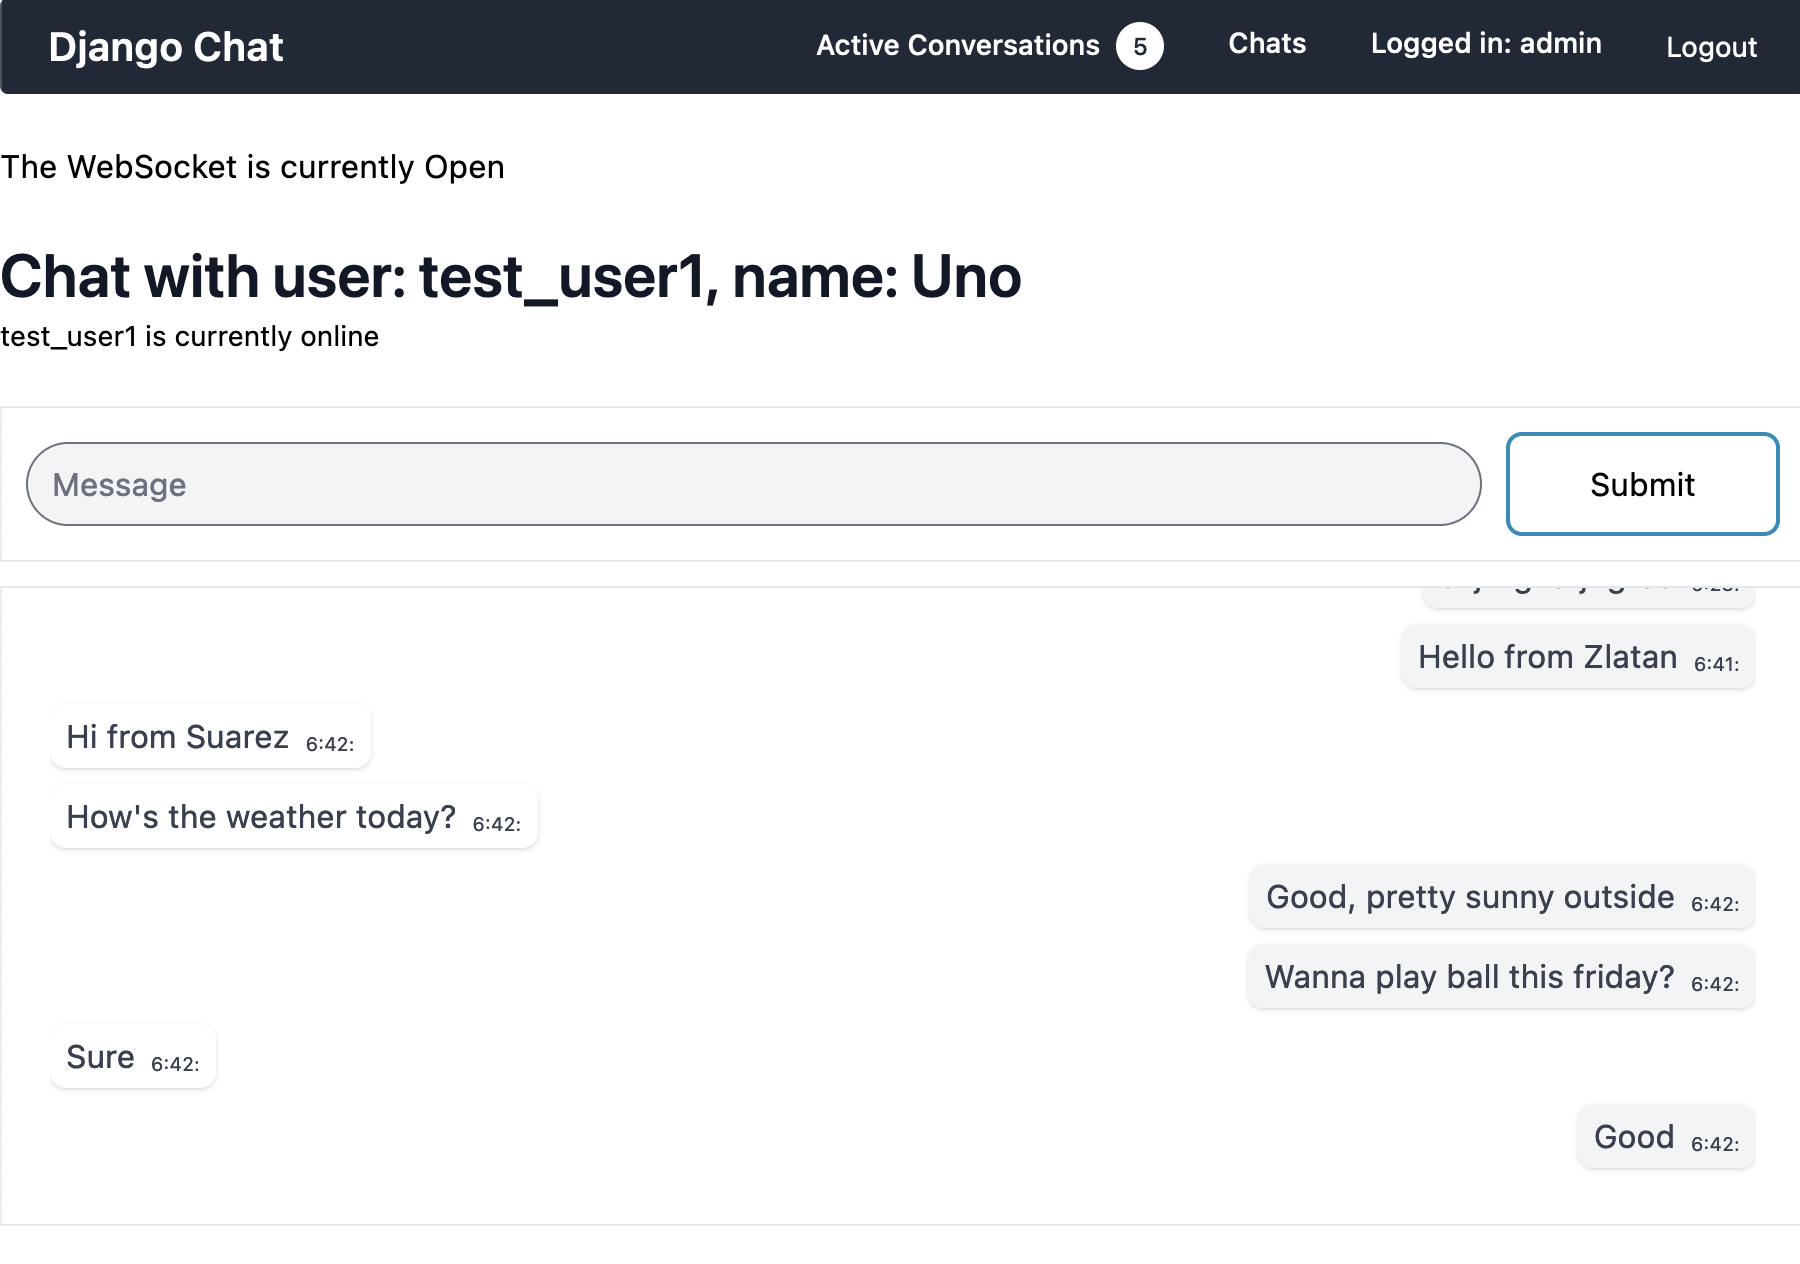 Django Chat Active Conversations 5 Chats Logged in: admin Logout
The WebSocket is currently Open
Chat with user: test_user1, name: Uno
test_user1 is currently online
Message Submit
Hello from Zlatan 6:41:
Hi from Suarez 6:42:
How's the weather today? 6:42:
Good, pretty sunny outside 6:42:
Wanna play ball this friday? 6:42:
Sure 6:42:
Good 6:42: